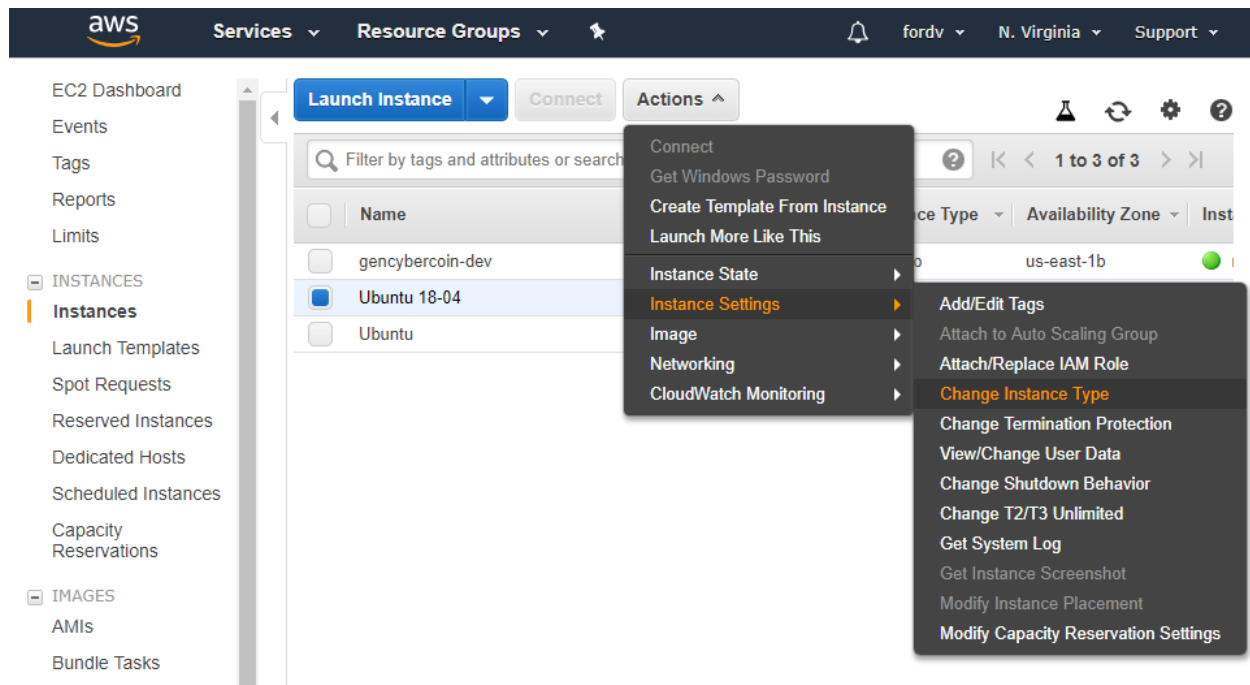 aws Services Resource Groups fordv N. Virginia Support
EC2 Dashboard
Events
Tags
Reports
Limits
INSTANCES
Instances
Launch Templates
Spot Requests
Reserved Instances
Dedicated Hosts
Scheduled Instances
Capacity
Reservations
IMAGES
AMIs
Bundle Tasks
Launch Instance Connect Actions
Filter by tags and attributes or search
1 to 3 of 3
Name
ce Type Availability Zone Inst
gencybercoin-dev
us-east-1b
Ubuntu 18-04
Ubuntu
Connect
Get Windows Password
Create Template From Instance
Launch More Like This
Instance State
Instance Settings
Image
Networking
CloudWatch Monitoring
Add/Edit Tags
Attach to Auto Scaling Group
Attach/Replace IAM Role
Change Instance Type
Change Termination Protection
View/Change User Data
Change Shutdown Behavior
Change T2/T3 Unlimited
Get System Log
Get Instance Screenshot
Modify Instance Placement
Modify Capacity Reservation Settings